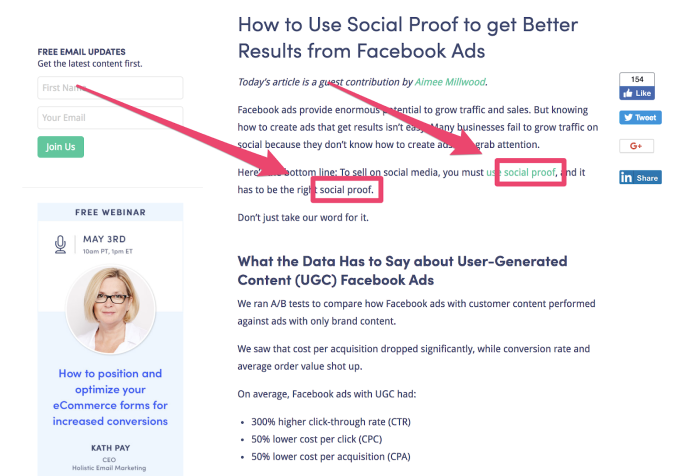 How to Use Social Proof to get Better
Results from Facebook Ads
FREE EMAIL UPDATES
Get the latest content first.
First Name
Your Email
Join Us
Today's article is a guest contribution by Aimee Millwood.
Facebook ads provide enormous potential to grow traffic and sales. But knowing
how to create ads that get results isn't easy. Many businesses fail to grow traffic on
social because they don't know how to create ads grab attention.
Here's the bottom line: To sell on social media, you must use social proof, and it
has to be the right social proof.
Don't just take our word for it.
154
Like
Tweet
G+
in Share
FREE WEBINAR
MAY 3RD
10am PT, 1pm ET
How to position and
optimize your
eCommerce forms for
increased conversions
KATH PAY
CEO
Holistic Email Marketing
What the Data Has to Say about User-Generated
Content (UGC) Facebook Ads
We ran A/B tests to compare how Facebook ads with customer content performed
against ads with only brand content.
We saw that cost per acquisition dropped significantly, while conversion rate and
average order value shot up.
On average, Facebook ads with UGC had:
• 300% higher click-through rate (CTR)
• 50% lower cost per click (CPC)
• 50% lower cost per acquisition (CPA)